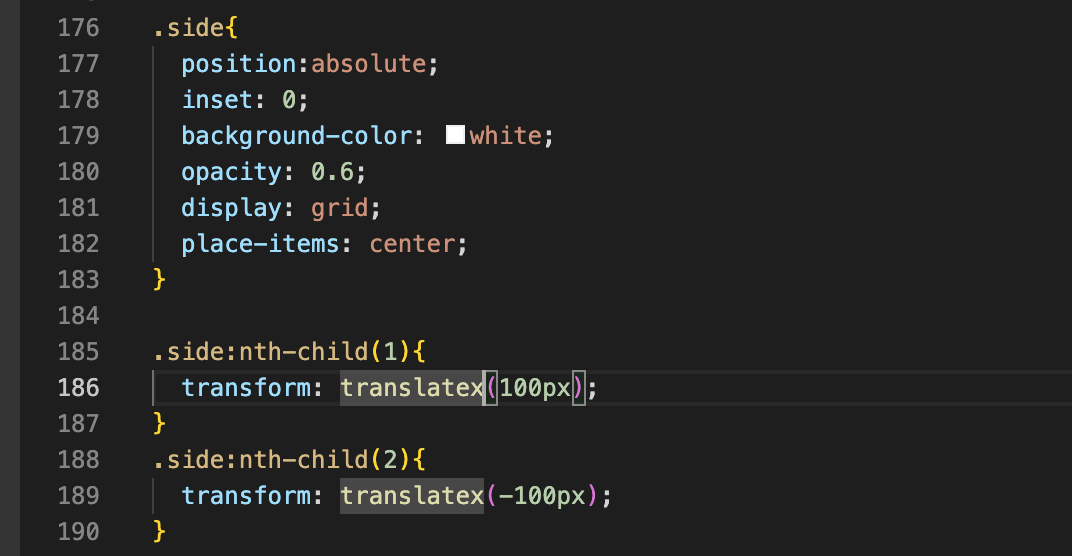 176 .side{
177 position:absolute;
178 inset: 0;
179 background-color: white;
180 opacity: 0.6;
181 display: grid;
182 place-items: center;
183 }
184
185 .side:nth-child(1){
186 transform: translatex(100px);
187 }
188 .side:nth-child(2){
189 transform: translatex(-100px);
190 }